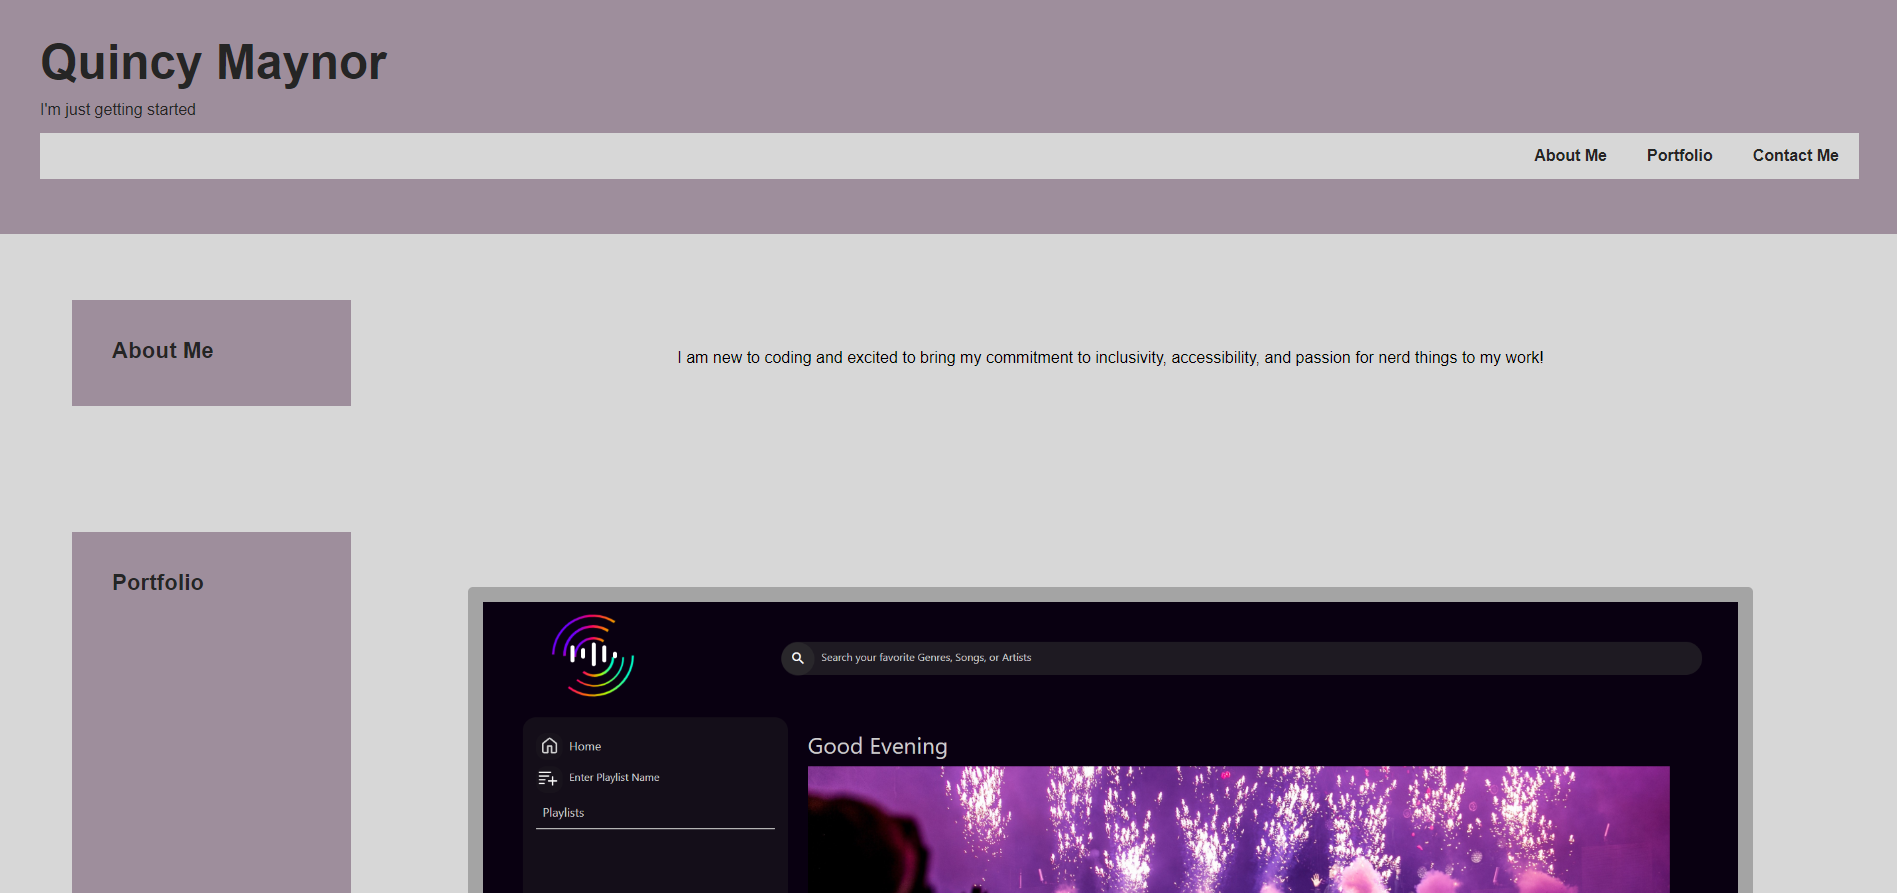 Quincy Maynor
I'm just getting started
About Me Portfolio Contact Me
About Me
I am new to coding and excited to bring my commitment to inclusivity, accessibility, and passion for nerd things to my work!
Portfolio
Search your favorite Genres, Songs, or Artists
Home
Enter Playlist Name
Playlists
Good Evening